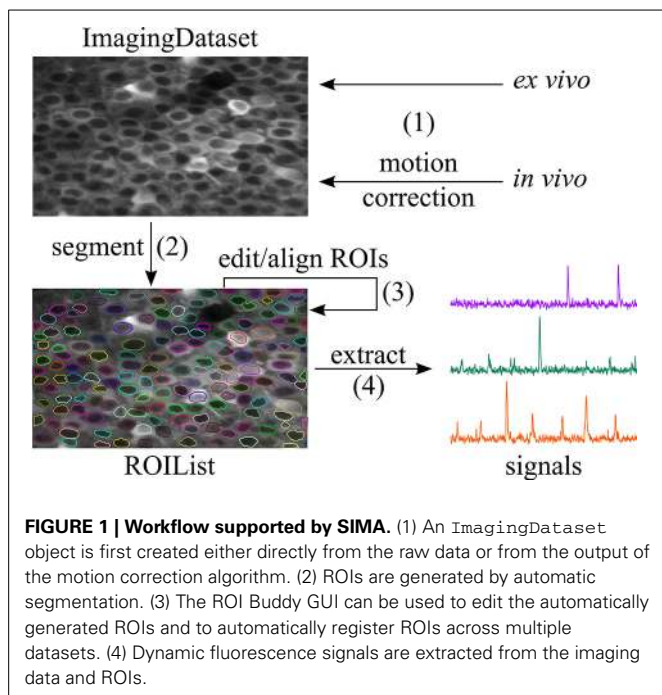 ImagingDataset
ex vivo
(1)
motion
correction
in vivo
segment
(2)
edit/align ROIs
(3)
extract
(4)
ROIList
signals
FIGURE 1 | Workflow supported by SIMA. (1) An ImagingDataset
object is first created either directly from the raw data or from the output of
the motion correction algorithm. (2) ROIs are generated by automatic
segmentation. (3) The ROI Buddy GUI can be used to edit the automatically
generated ROIs and to automatically register ROIs across multiple
datasets. (4) Dynamic fluorescence signals are extracted from the imaging
data and ROIs.